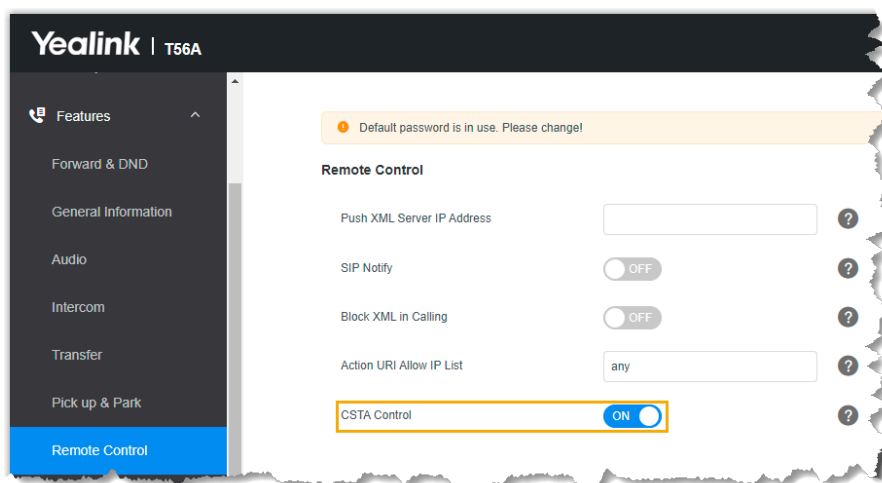 Yealink | T56A
Features
Forward & DND
General Information
Audio
Intercom
Transfer
Pick up & Park
Remote Control
Default password is in use. Please change!
Remote Control
Push XML Server IP Address
SIP Notify OFF
Block XML in Calling OFF
Action URI Allow IP List any
CSTA Control ON